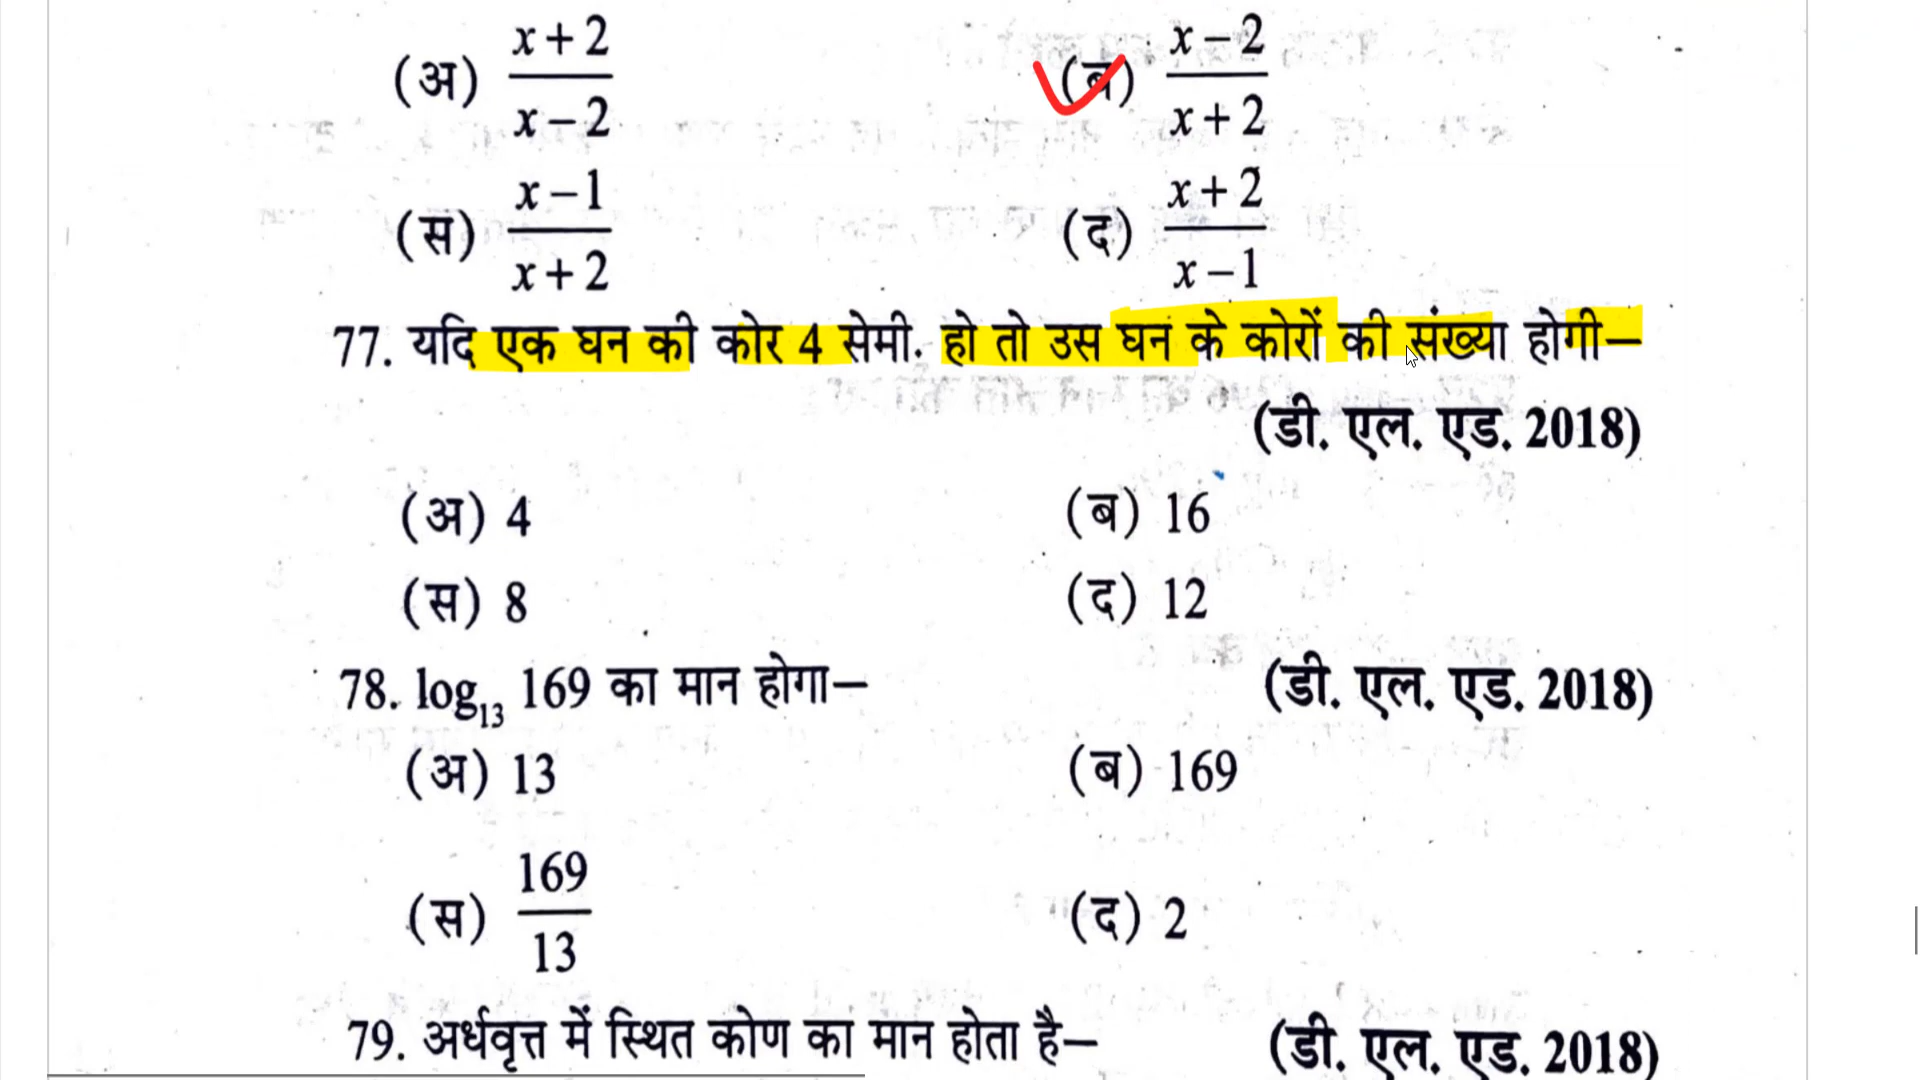 (अ) x + 2 / x – 2 (ब) x – 2 / x + 2
(स) x – 1 / x + 2 (द) x + 2 / x – 1
77. यदि एक घन की कोर 4 सेमी. हो तो उस घन के कोरों की संख्या होगी–
(डी. एल. एड. 2018)
(अ) 4 (ब) 16
(स) 8 (द) 12
78. log₁₃ 169 का मान होगा– (डी. एल. एड. 2018)
(अ) 13 (ब) 169
(स) 169 / 13 (द) 2
79. अर्धवृत्त में स्थित कोण का मान होता है– (डी. एल. एड. 2018)